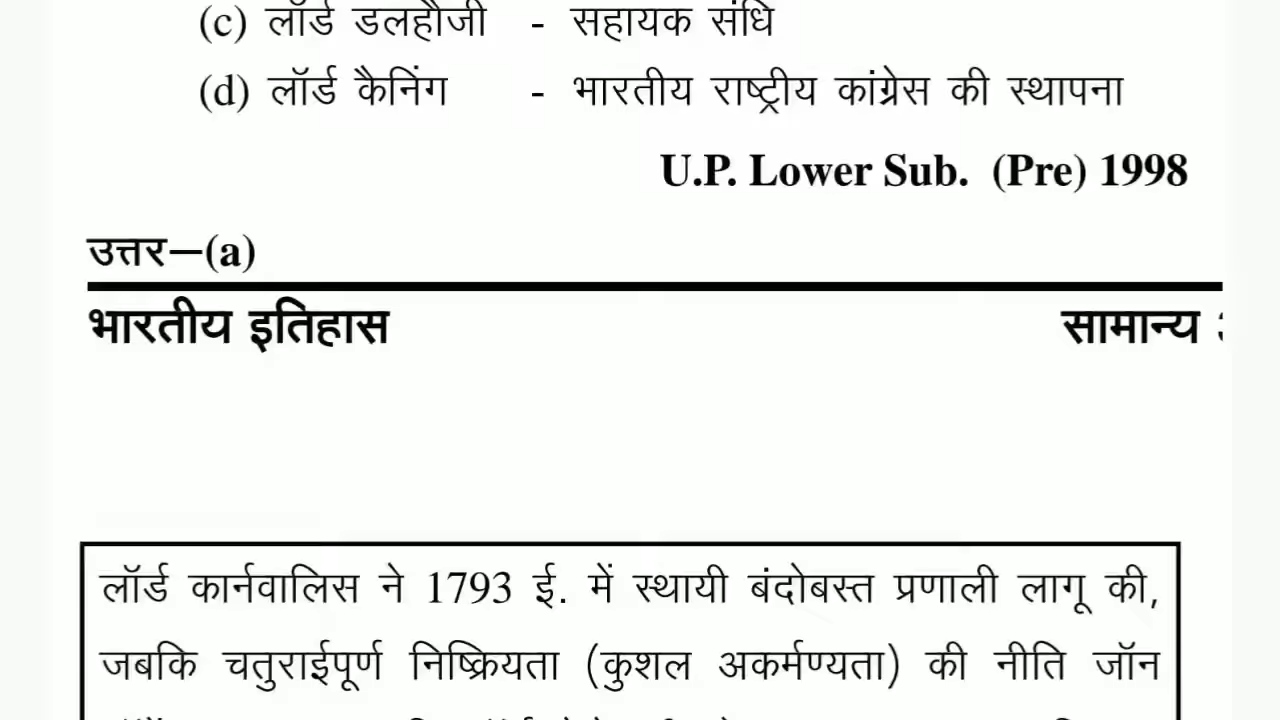 (c) लॉर्ड डलहौजी - सहायक संधि
(d) लॉर्ड कैनिंग - भारतीय राष्ट्रीय कांग्रेस की स्थापना
U.P. Lower Sub. (Pre) 1998
उत्तर—(a)
भारतीय इतिहास सामान्य
लॉर्ड कार्नवालिस ने 1793 ई. में स्थायी बंदोबस्त प्रणाली लागू की,
जबकि चतुराईपूर्ण निष्क्रियता (कुशल अकर्मण्यता) की नीति जॉन